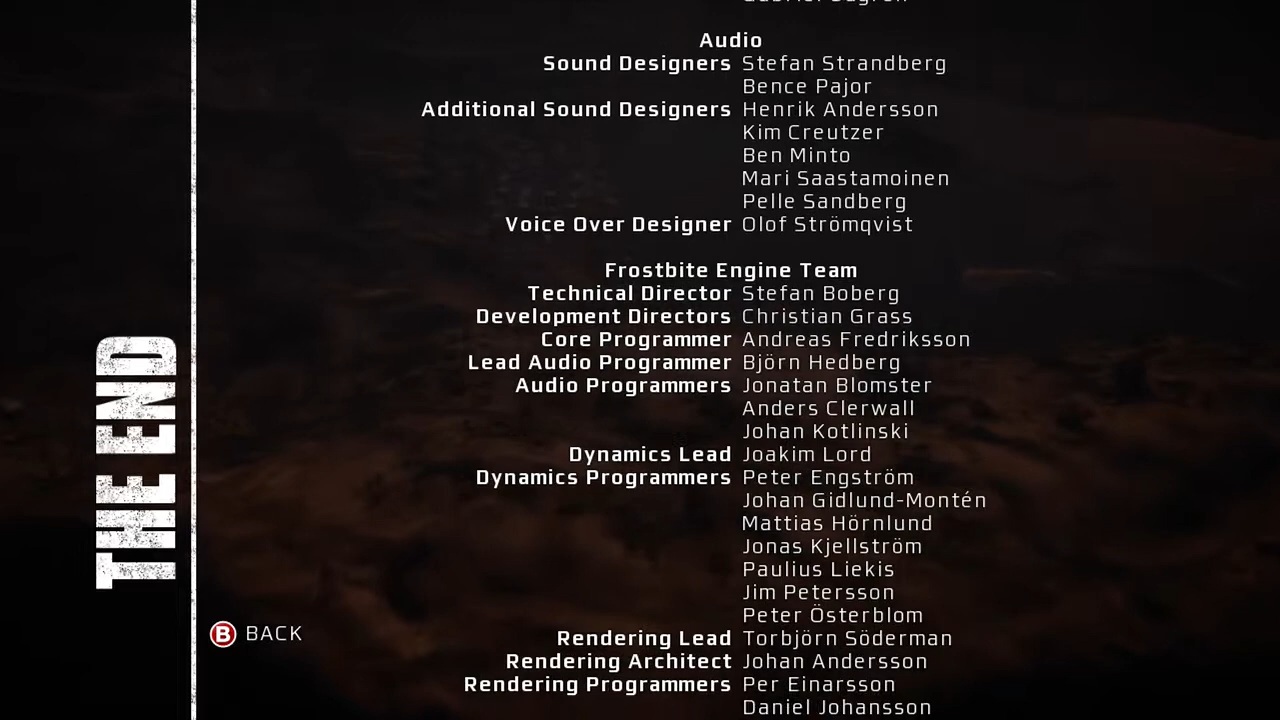 Audio
Sound Designers Stefan Strandberg
Bence Pajor
Additional Sound Designers Henrik Andersson
Kim Creutzer
Ben Minto
Mari Saastamoinen
Pelle Sandberg
Voice Over Designer Olof Strömqvist
Frostbite Engine Team
Technical Director Stefan Boberg
Development Directors Christian Grass
Core Programmer Andreas Fredriksson
Lead Audio Programmer Björn Hedberg
Audio Programmers Jonatan Blomster
Anders Clerwall
Johan Kotlinski
Dynamics Lead Joakim Lord
Dynamics Programmers Peter Engström
Johan Gidlund-Montén
Mattias Hörnlund
Jonas Kjellström
Paulius Liekis
Jim Petersson
Peter Österblom
Rendering Lead Torbjörn Söderman
Rendering Architect Johan Andersson
Rendering Programmers Per Einarsson
Daniel Johansson
THE END
B BACK